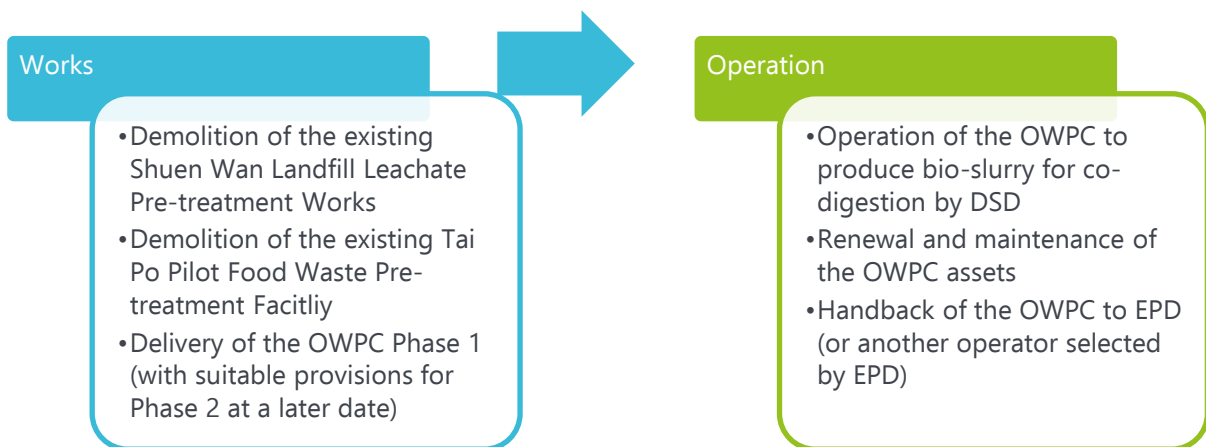 Works
•Demolition of the existing
Shuen Wan Landfill Leachate
Pre-treatment Works
•Demolition of the existing Tai
Po Pilot Food Waste Pre-
treatment Facitliy
•Delivery of the OWPC Phase 1
(with suitable provisions for
Phase 2 at a later date)
Operation
•Operation of the OWPC to
produce bio-slurry for co-
digestion by DSD
•Renewal and maintenance of
the OWPC assets
•Handback of the OWPC to EPD
(or another operator selected
by EPD)